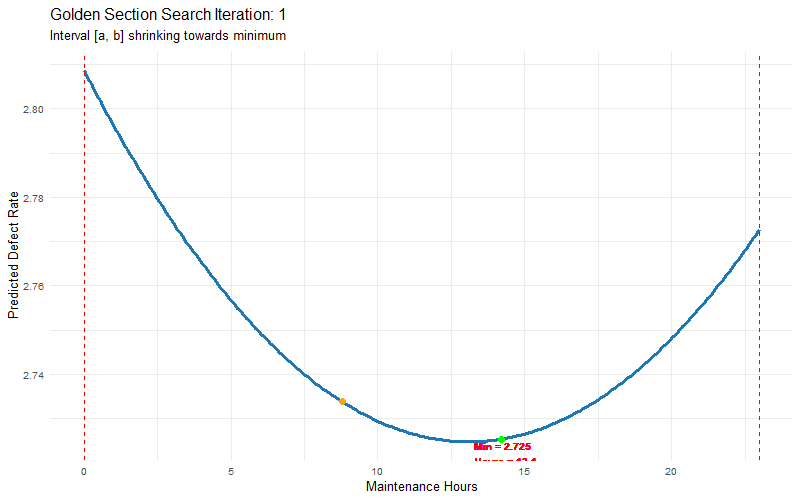 Golden Section Search Iteration: 1
Interval [a, b] shrinking towards minimum
Predicted Defect Rate
2.80
2.78
2.76
2.74
Min = 2.725
0
5
10
15
20
Maintenance Hours